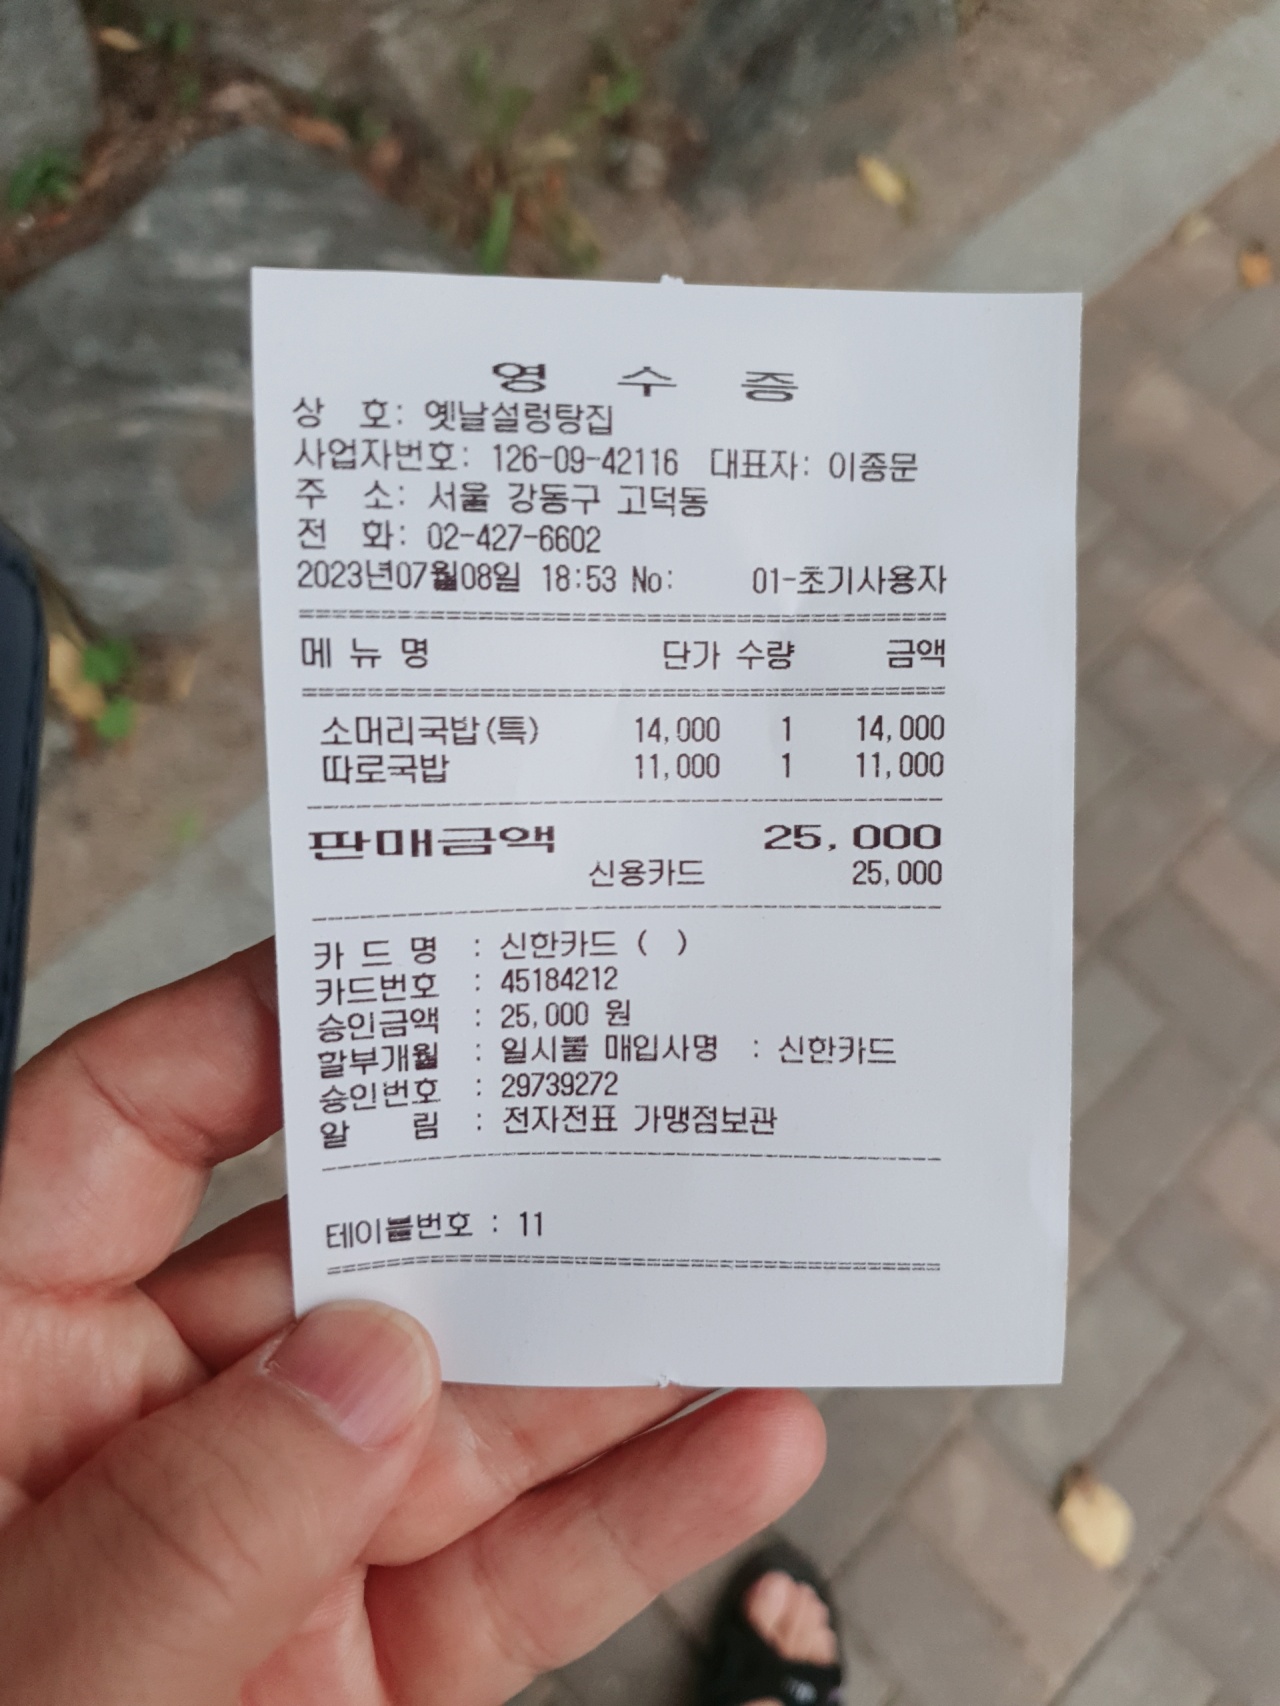 영 수 증
상 호: 옛날설렁탕집
사업자번호: 126-09-42116 대표자: 이종문
주 소: 서울 강동구 고덕동
전 화: 02-427-6602
2023년07월08일 18:53 No: 01-초기사용자
메 뉴 명 단가 수량 금액
소머리국밥(특) 14,000 1 14,000
따로국밥 11,000 1 11,000
판매금액 25,000
신용카드 25,000
카 드 명 : 신한카드 ( )
카드번호 : 45184212
승인금액 : 25,000 원
할부개월 : 일시불 매입사명 : 신한카드
승인번호 : 29739272
알 림 : 전자전표 가맹점보관
테이블번호 : 11